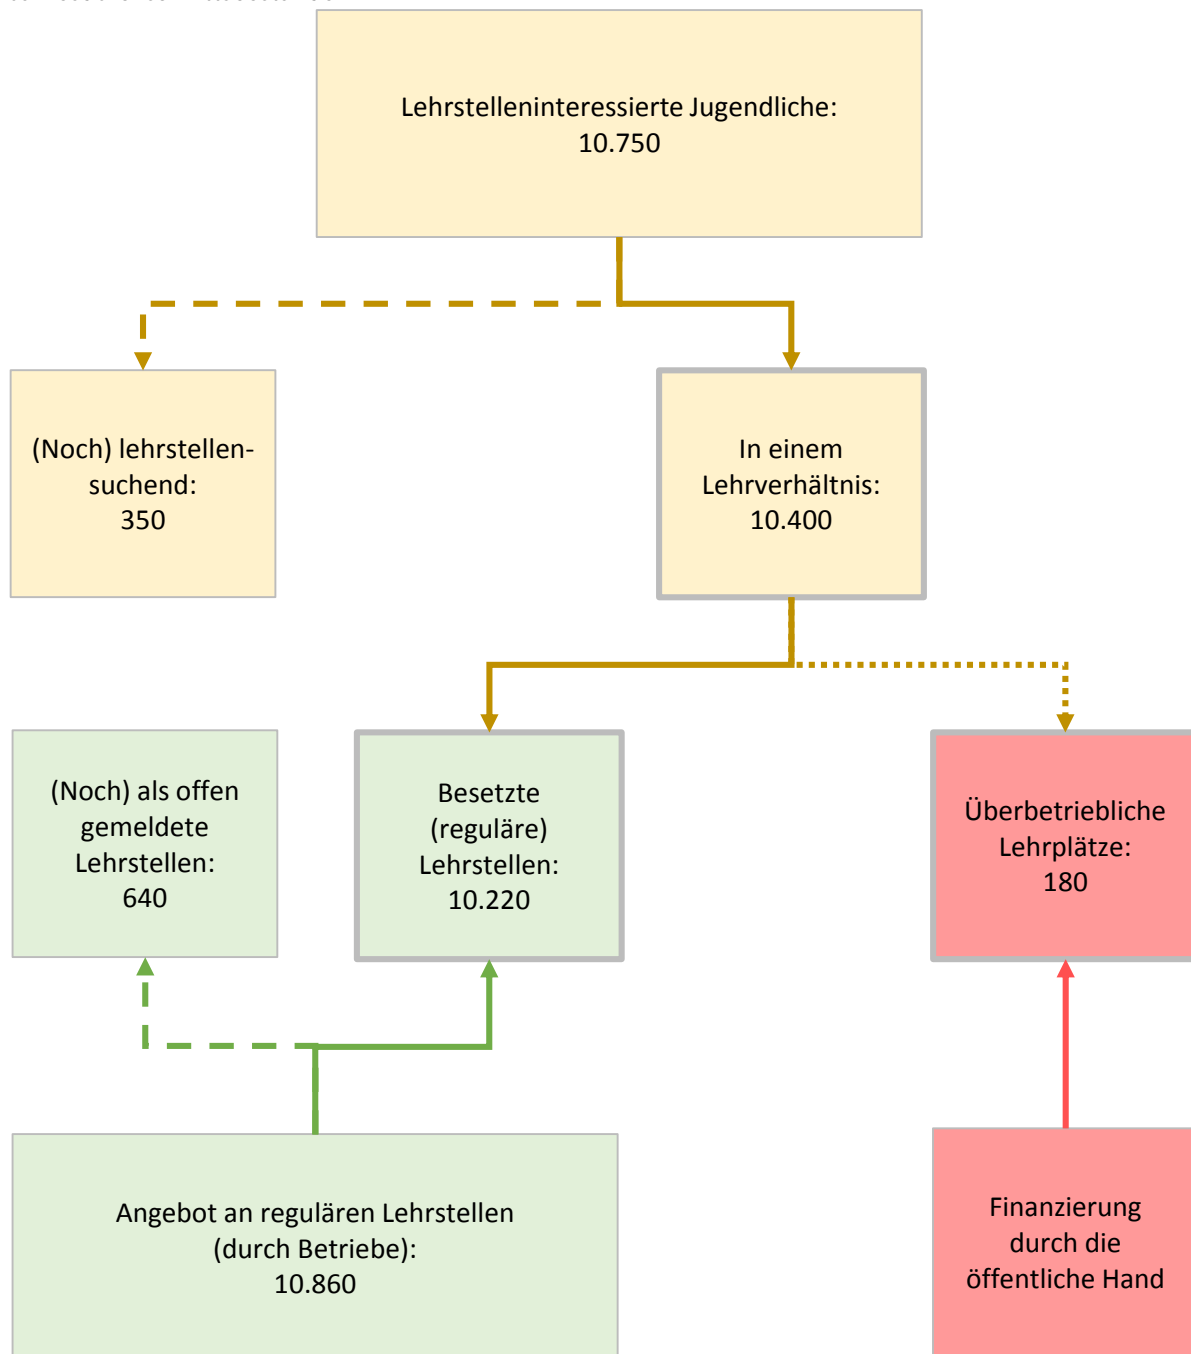 Lehrstelleninteressierte Jugendliche:
10.750
(Noch) lehrstellen-
suchend:
350
In einem
Lehrverhältnis:
10.400
(Noch) als offen
gemeldete
Lehrstellen:
640
Besetzte
(reguläre)
Lehrstellen:
10.220
Überbetriebliche
Lehrplätze:
180
Angebot an regulären Lehrstellen
(durch Betriebe):
10.860
Finanzierung
durch die
öffentliche Hand